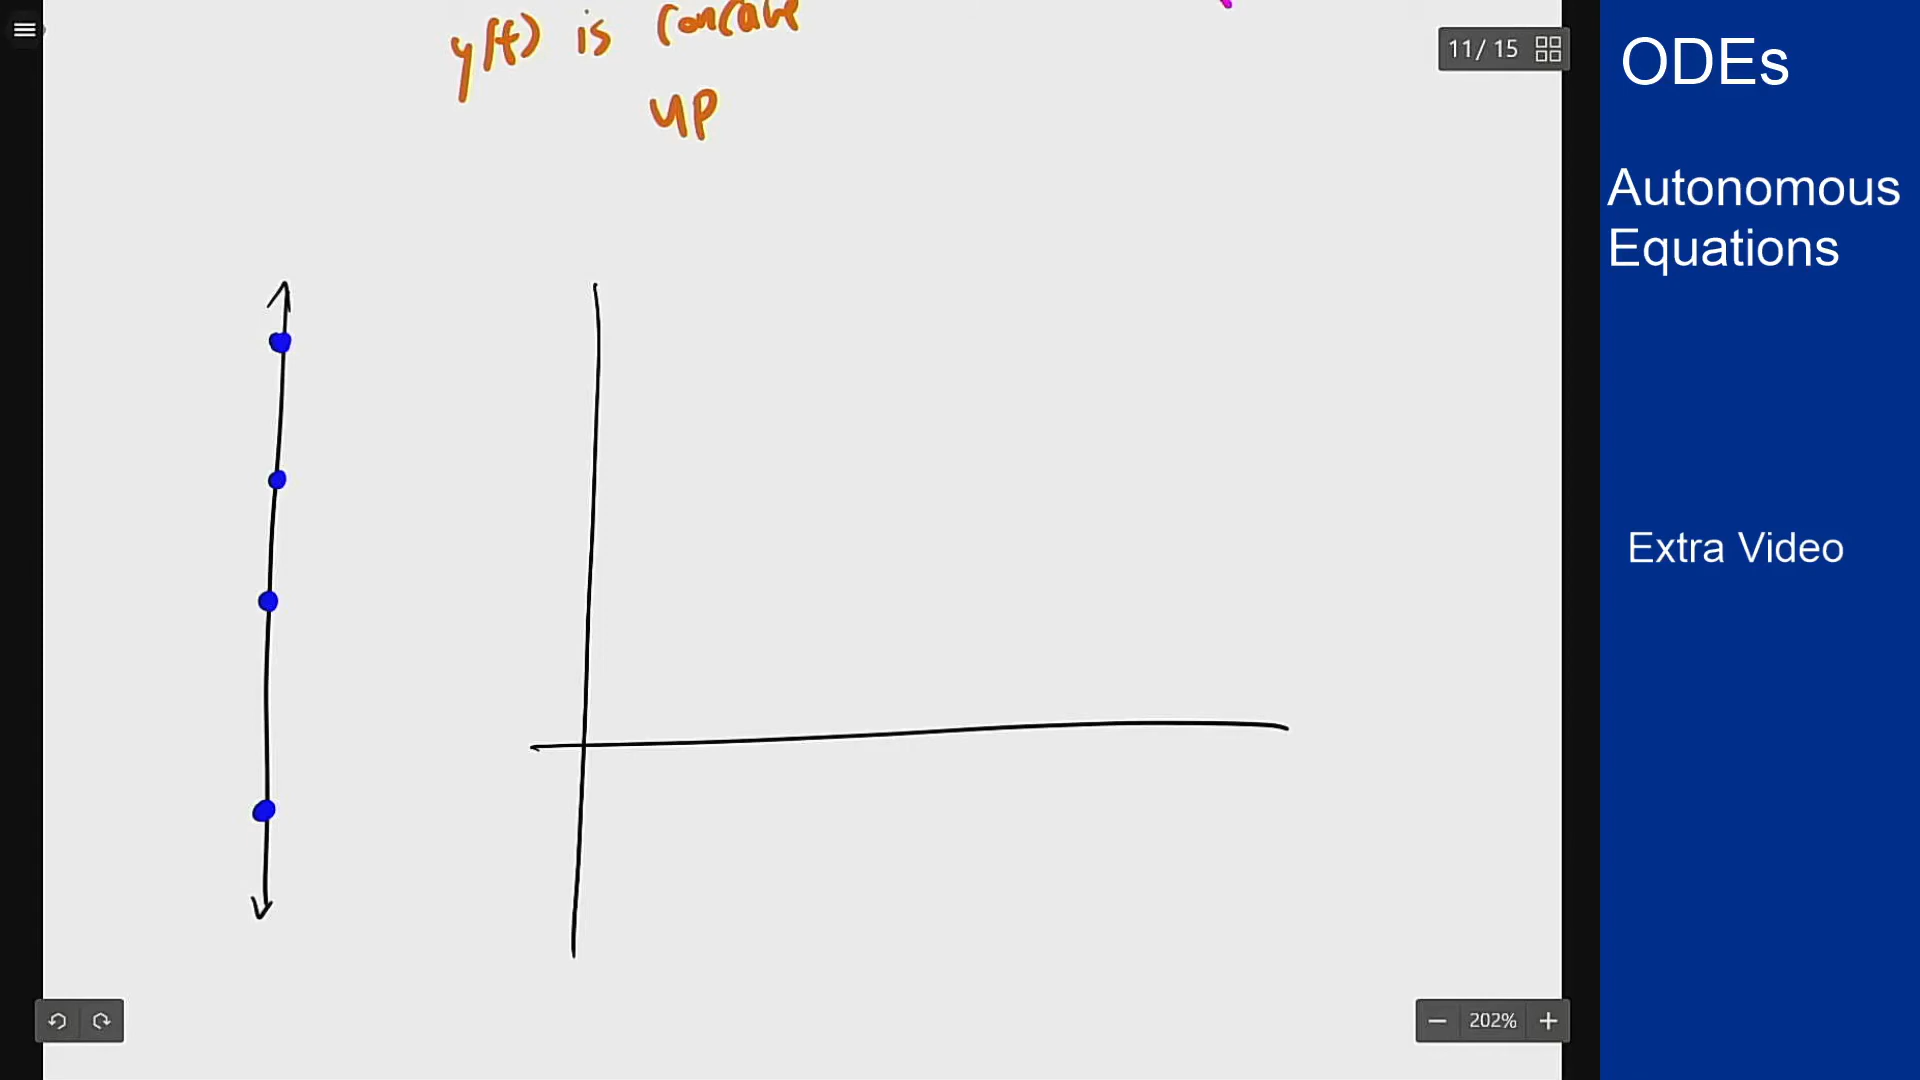 y(t) is concave
up
11/ 15
ODEs
Autonomous
Equations
Extra Video
202%